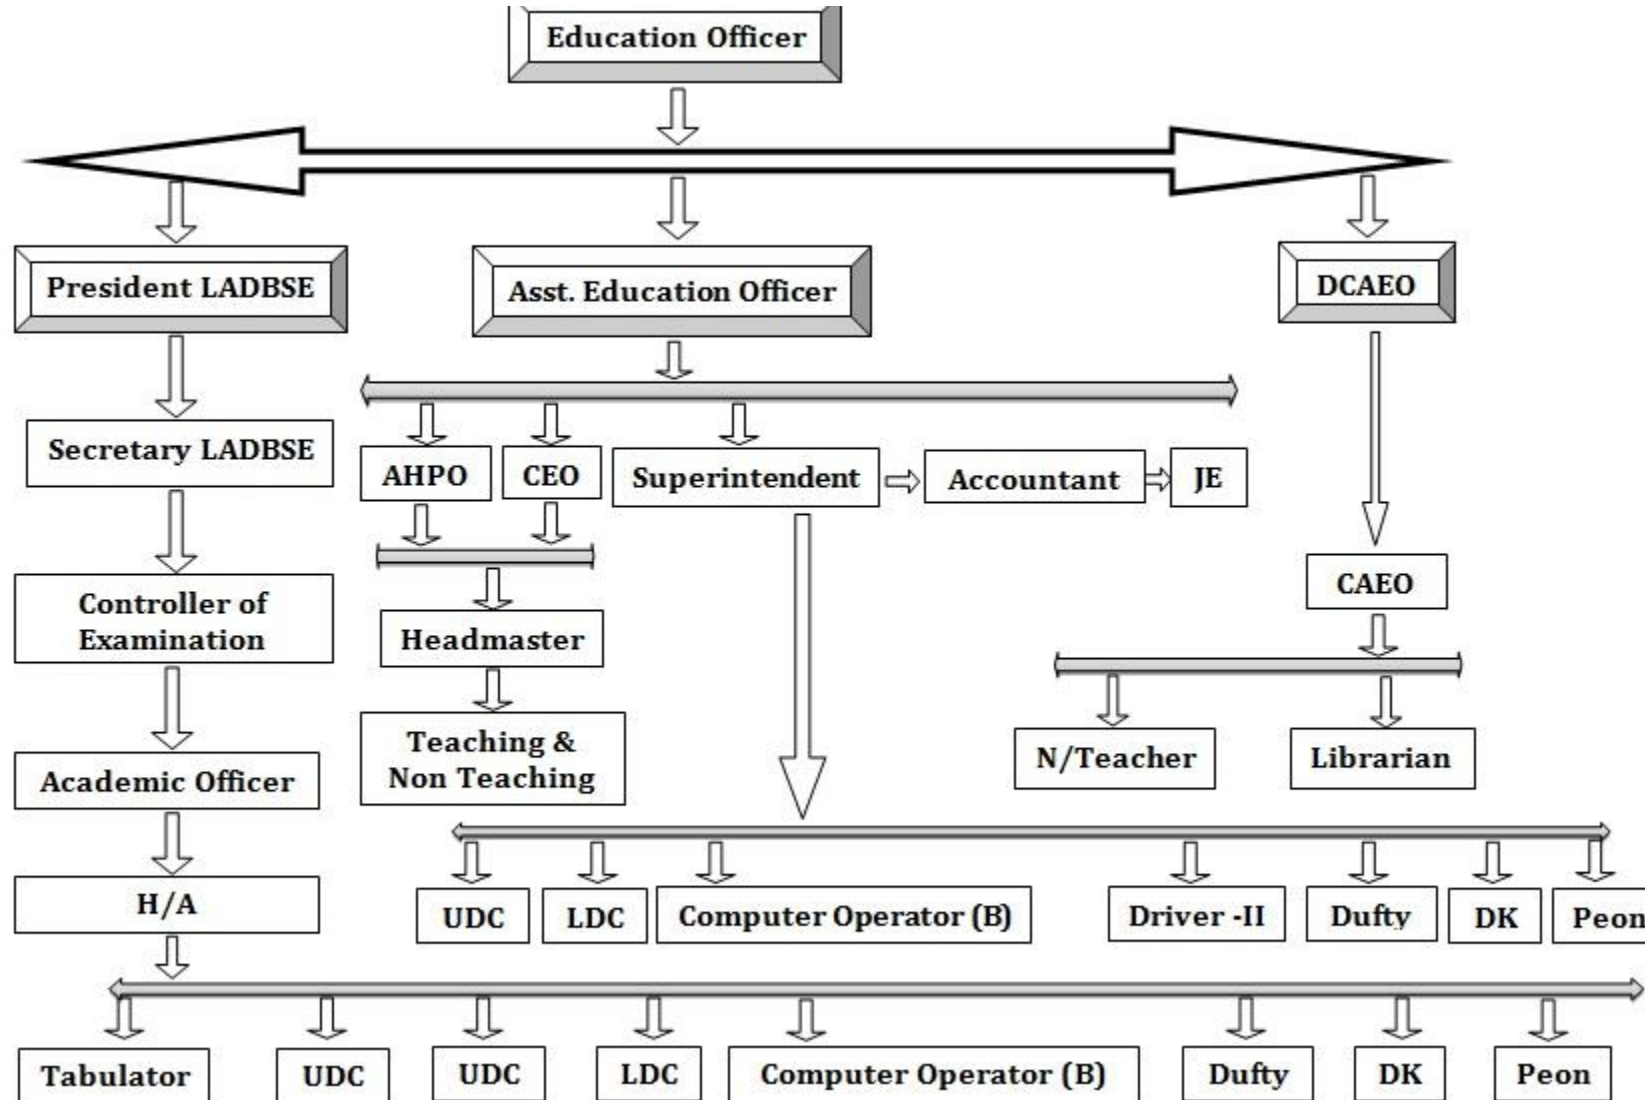 Education Officer
President LADBSE
Asst. Education Officer
DCAEO
Secretary LADBSE
AHPO
CEO
Superintendent
Accountant
JE
Controller of
Examination
Headmaster
CAEO
Teaching &
Non Teaching
N/Teacher
Librarian
Academic Officer
H/A
UDC
LDC
Computer Operator (B)
Driver -II
Dufty
DK
Peon
Tabulator
UDC
UDC
LDC
Computer Operator (B)
Dufty
DK
Peon